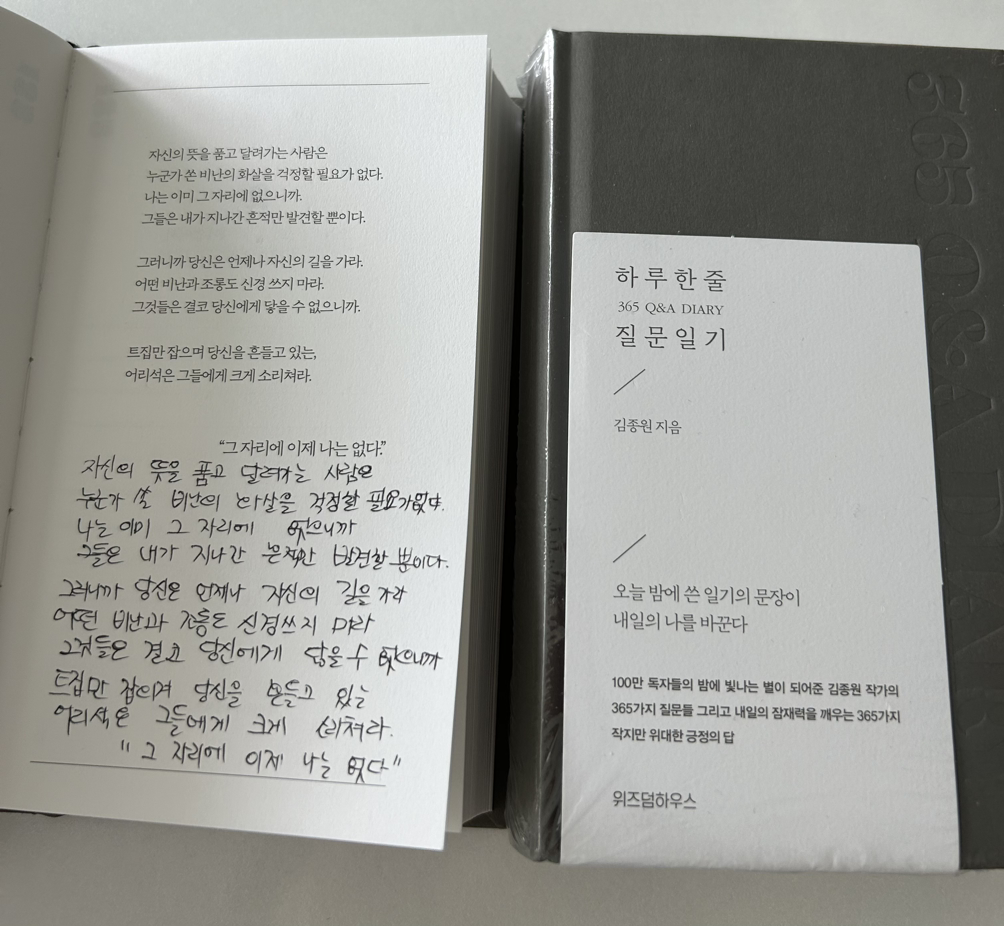 자신의 뜻을 품고 달려가는 사람은
누군가 쏜 비난의 화살을 걱정할 필요가 없다.
나는 이미 그 자리에 없으니까.
그들은 내가 지나간 흔적만 발견할 뿐이다.
그러니까 당신은 언제나 자신의 길을 가라.
어떤 비난과 조롱도 신경 쓰지 마라.
그것들은 결코 당신에게 닿을 수 없으니까.
트집만 잡으며 당신을 흔들고 있는,
어리석은 그들에게 크게 소리쳐라.
“그 자리에 이제 나는 없다.”
자신의 뜻을 품고 달려가는 사람은
누군가 쏜 비난의 화살을 걱정할 필요가 없다.
나는 이미 그 자리에 없으니까
그들은 내가 지나간 흔적만 발견할 뿐이다.
그러니까 당신은 언제나 자신의 길을 가라
어떤 비난과 조롱도 신경쓰지 마라
그것들은 결코 당신에게 닿을 수 없으니까
트집만 잡으며 당신을 흔들고 있는
어리석은 그들에게 크게 소리쳐라.
"그 자리에 이제 나는 없다"
365 Q&A DIARY
하루 한 줄
365 Q&A DIARY
질문 일기
김종원 지음
오늘 밤에 쓴 일기의 문장이
내일의 나를 바꾼다
100만 독자들의 밤에 빛나는 별이 되어준 김종원 작가의
365가지 질문들 그리고 내일의 잠재력을 깨우는 365가지
작지만 위대한 긍정의 답
위즈덤하우스